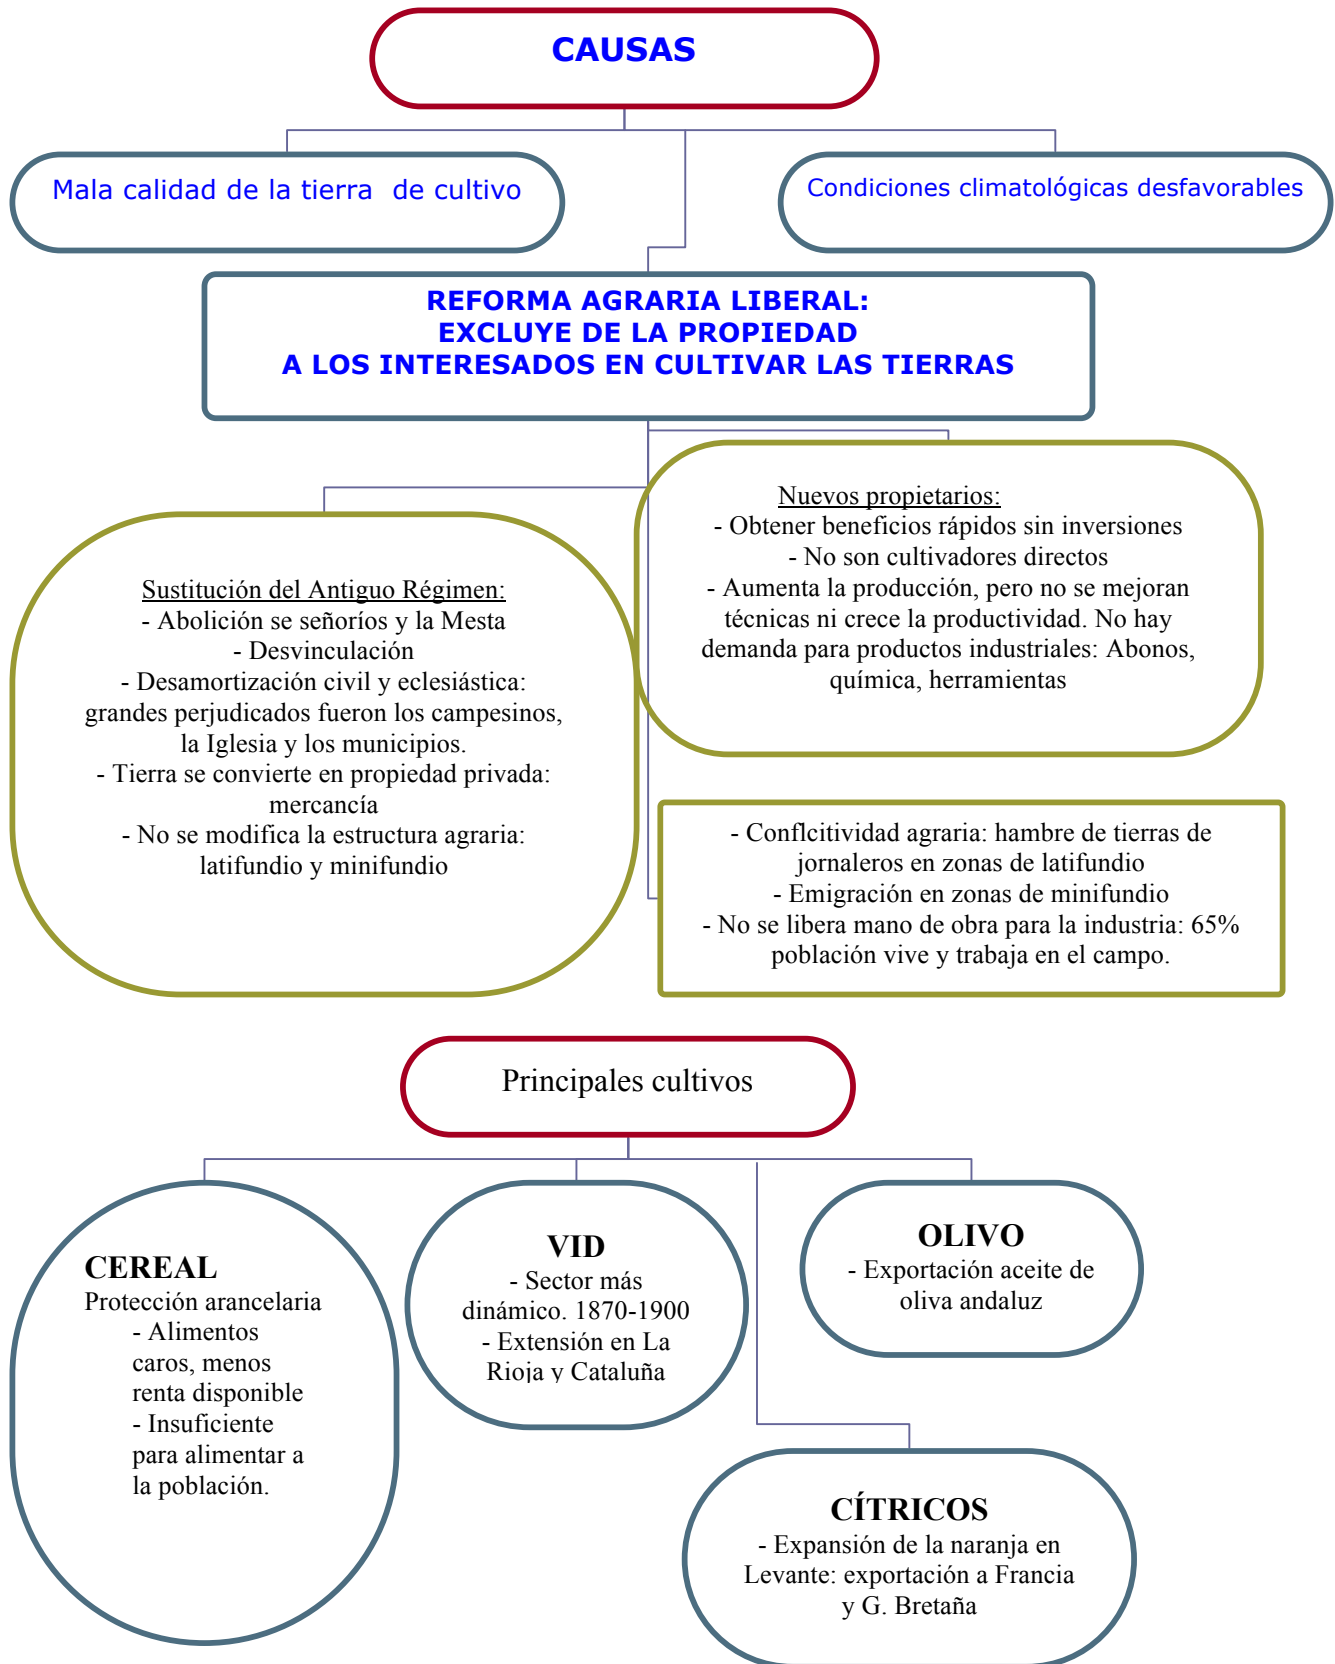 CAUSAS
Mala calidad de la tierra de cultivo
Condiciones climatológicas desfavorables
REFORMA AGRARIA LIBERAL:
EXCLUYE DE LA PROPIEDAD
A LOS INTERESADOS EN CULTIVAR LAS TIERRAS
Nuevos propietarios:
- Obtener beneficios rápidos sin inversiones
- No son cultivadores directos
- Aumenta la producción, pero no se mejoran
técnicas ni crece la productividad. No hay
demanda para productos industriales: Abonos,
química, herramientas
Sustitución del Antiguo Régimen:
- Abolición se señoríos y la Mesta
- Desvinculación
- Desamortización civil y eclesiástica:
grandes perjudicados fueron los campesinos,
la Iglesia y los municipios.
- Tierra se convierte en propiedad privada:
mercancía
- No se modifica la estructura agraria:
latifundio y minifundio
- Conflcitividad agraria: hambre de tierras de
jornaleros en zonas de latifundio
- Emigración en zonas de minifundio
- No se libera mano de obra para la industria: 65%
población vive y trabaja en el campo.
Principales cultivos
CEREAL
Protección arancelaria
- Alimentos
caros, menos
renta disponible
- Insuficiente
para alimentar a
la población.
VID
- Sector más
dinámico. 1870-1900
- Extensión en La
Rioja y Cataluña
OLIVO
- Exportación aceite de
oliva andaluz
CÍTRICOS
- Expansión de la naranja en
Levante: exportación a Francia
y G. Bretaña